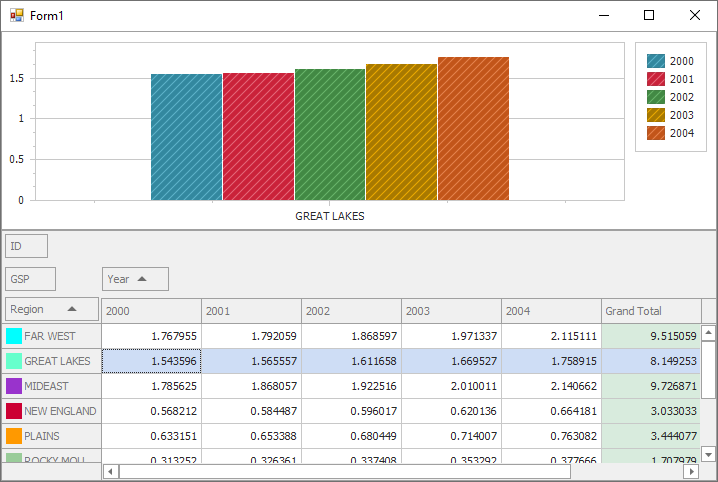 Form1
2000
2001
2002
2003
2004
1.5
1
0.5
0
GREAT LAKES
ID
GSP
Year
Region
2000 2001 2002 2003 2004 Grand Total
FAR WEST 1.767955 1.792059 1.868597 1.971337 2.115111 9.515059
GREAT LAKES 1.543596 1.565557 1.611658 1.669527 1.758915 8.149253
MIDEAST 1.785625 1.868057 1.922516 2.010011 2.140662 9.726871
NEW ENGLAND 0.568212 0.584487 0.596017 0.620136 0.664181 3.033033
PLAINS 0.633151 0.653388 0.680449 0.714007 0.763082 3.444077
ROCKY MOU 0.313252 0.326361 0.337408 0.353292 0.377666 1.707979